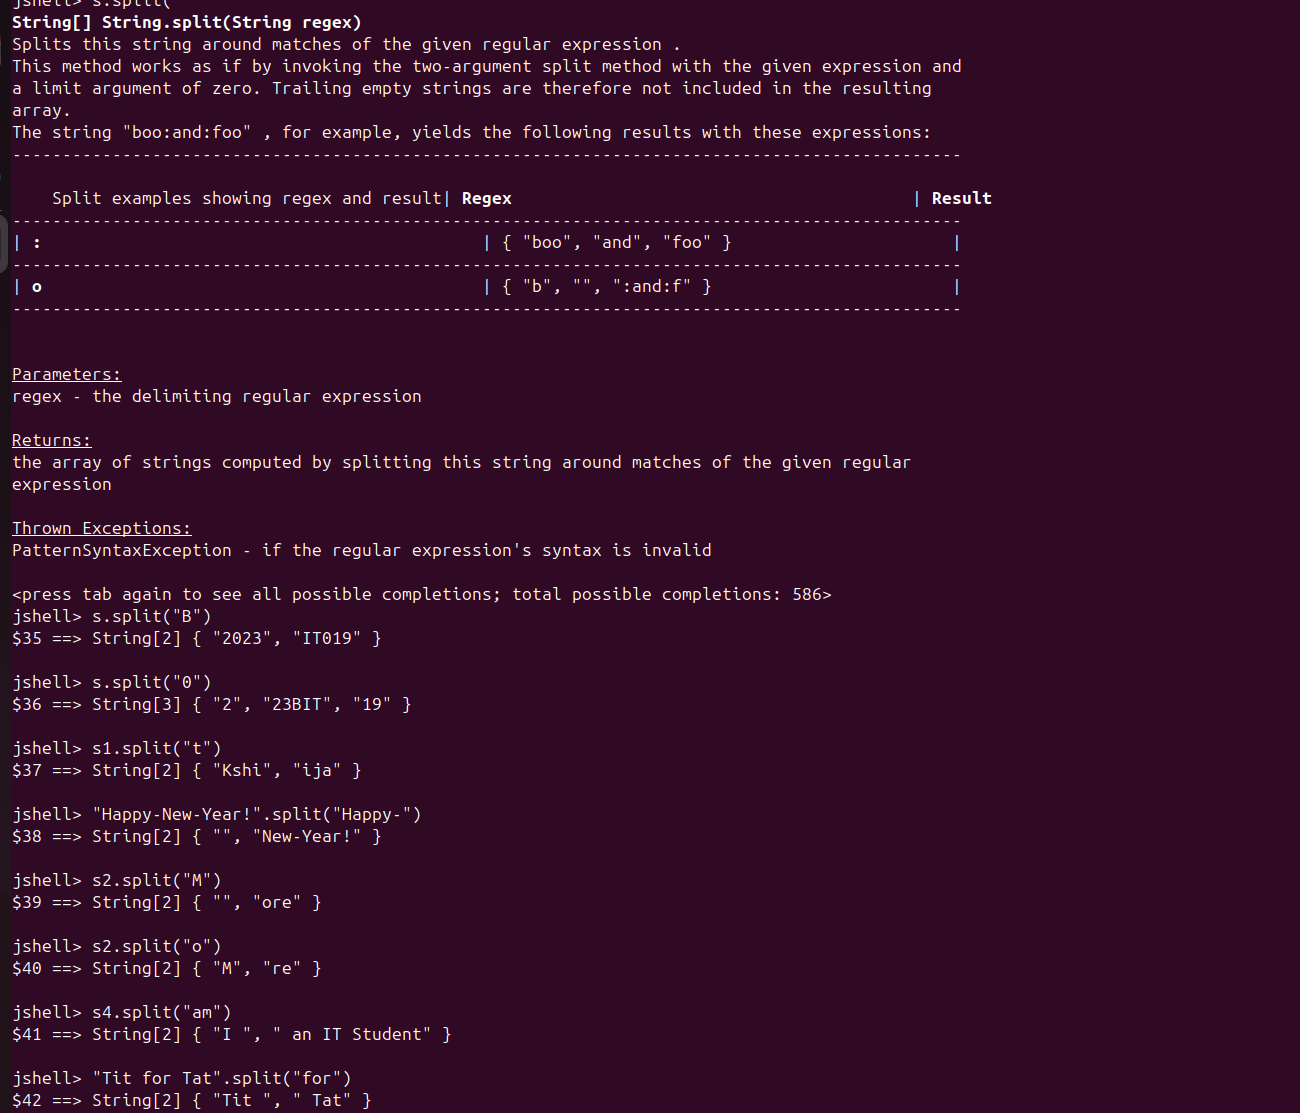 jshell> s.split(
String[] String.split(String regex)
Splits this string around matches of the given regular expression .
This method works as if by invoking the two-argument split method with the given expression and
a limit argument of zero. Trailing empty strings are therefore not included in the resulting
array.
The string "boo:and:foo" , for example, yields the following results with these expressions:
-----------------------------------------------------------------------------------------------
    Split examples showing regex and result| Regex                                        | Result
-----------------------------------------------------------------------------------------------
| :                                            | { "boo", "and", "foo" }                      |
-----------------------------------------------------------------------------------------------
| o                                            | { "b", "", ":and:f" }                        |
-----------------------------------------------------------------------------------------------
Parameters:
regex - the delimiting regular expression
Returns:
the array of strings computed by splitting this string around matches of the given regular
expression
Thrown Exceptions:
PatternSyntaxException - if the regular expression's syntax is invalid
<press tab again to see all possible completions; total possible completions: 586>
jshell> s.split("B")
$35 ==> String[2] { "2023", "IT019" }
jshell> s.split("0")
$36 ==> String[3] { "2", "23BIT", "19" }
jshell> s1.split("t")
$37 ==> String[2] { "Kshi", "ija" }
jshell> "Happy-New-Year!".split("Happy-")
$38 ==> String[2] { "", "New-Year!" }
jshell> s2.split("M")
$39 ==> String[2] { "", "ore" }
jshell> s2.split("o")
$40 ==> String[2] { "M", "re" }
jshell> s4.split("am")
$41 ==> String[2] { "I ", " an IT Student" }
jshell> "Tit for Tat".split("for")
$42 ==> String[2] { "Tit ", " Tat" }